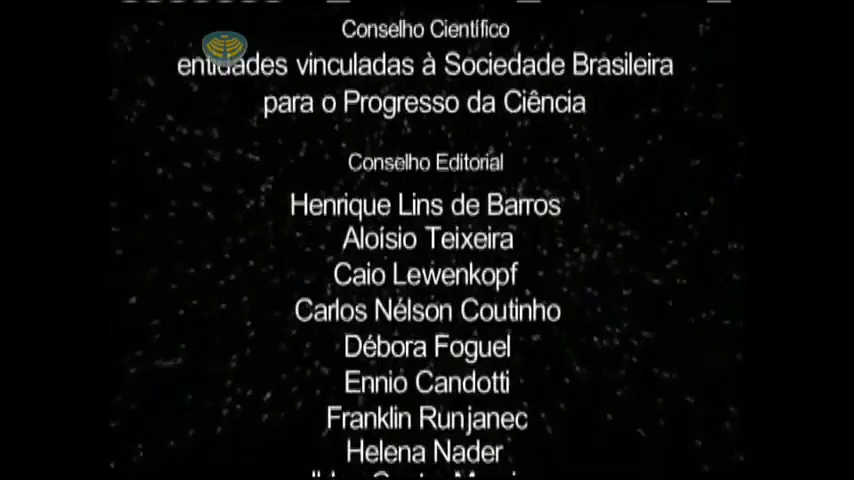 Conselho Científico
entidades vinculadas à Sociedade Brasileira
para o Progresso da Ciência
Conselho Editorial
Henrique Lins de Barros
Aloísio Teixeira
Caio Lewenkopf
Carlos Nélson Coutinho
Débora Foguel
Ennio Candotti
Franklin Runjanec
Helena Nader